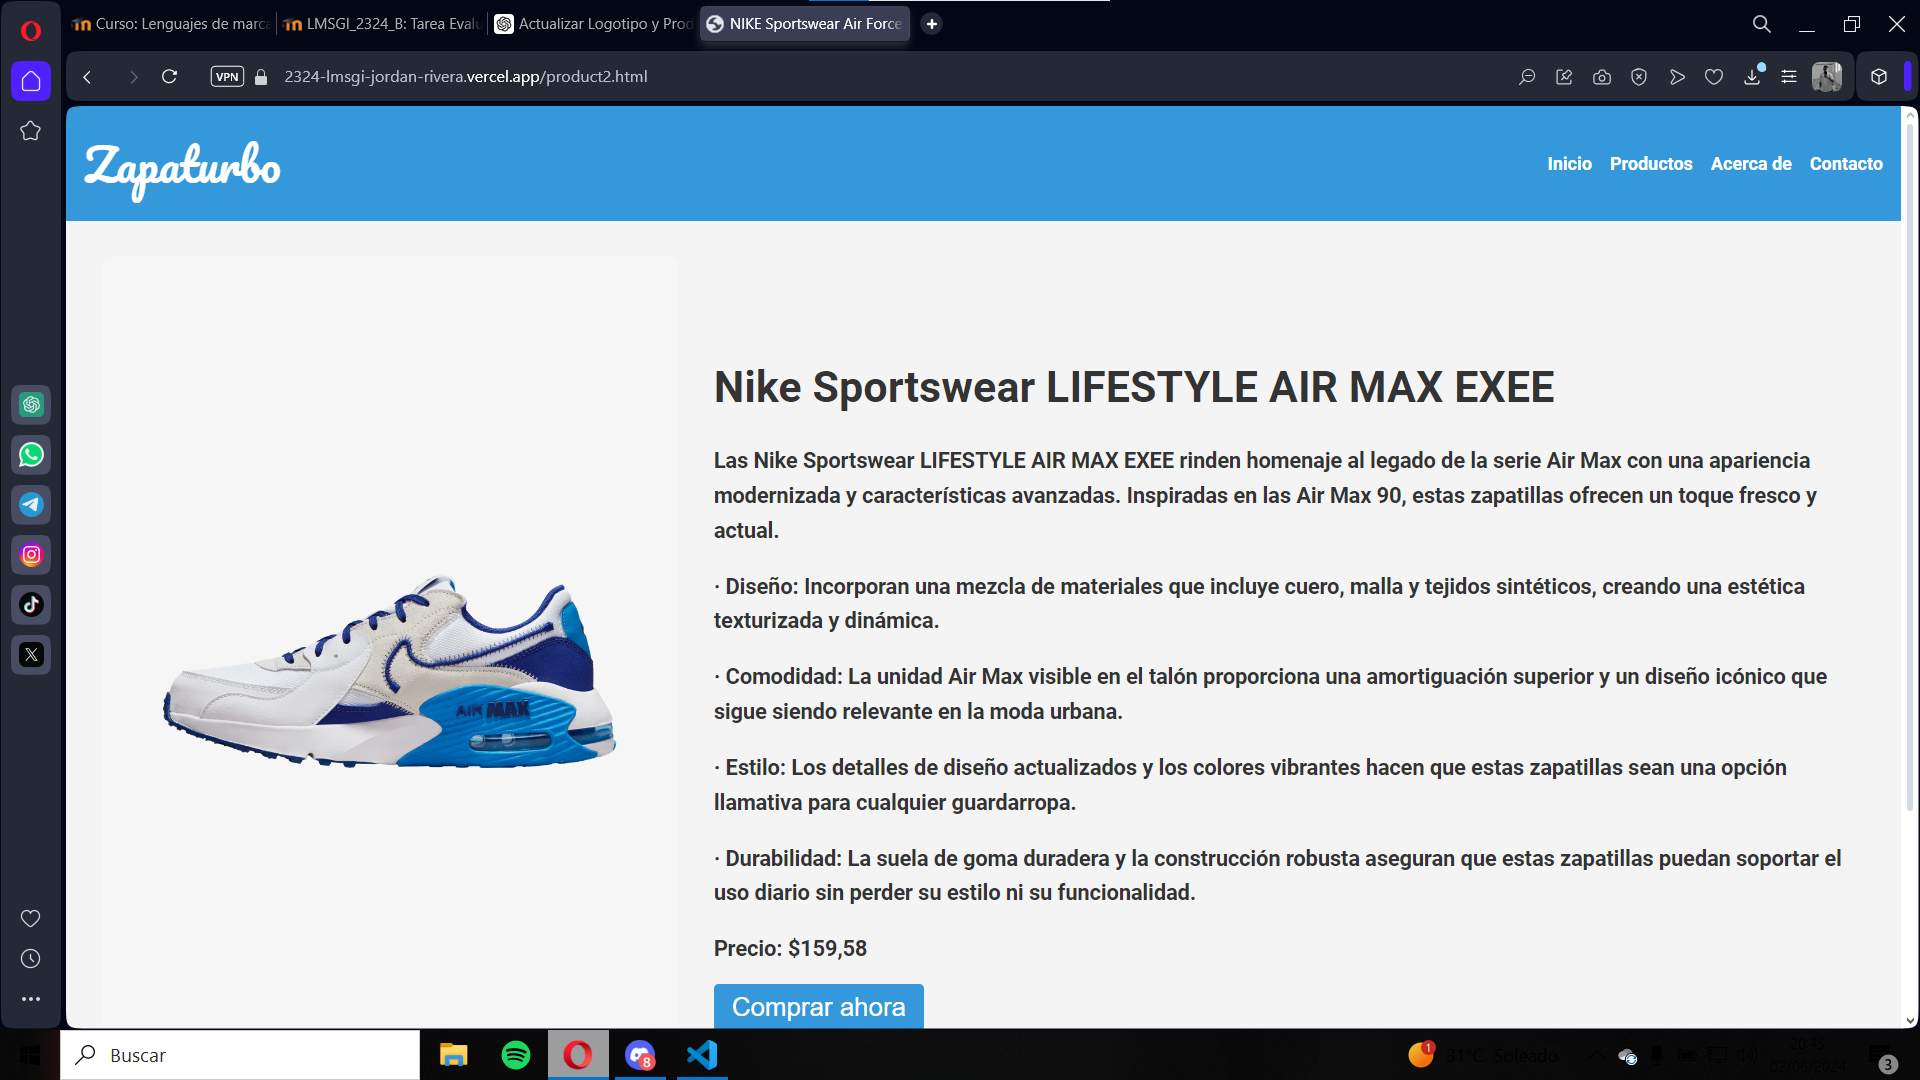 Curso: Lenguajes de marca
LMSGI_2324_B: Tarea Evalu
Actualizar Logotipo y Prod
NIKE Sportswear Air Force
VPN
2324-lmsgi-jordan-rivera.vercel.app/product2.html
Zapaturbo
Inicio Productos Acerca de Contacto
AIR MAX
Nike Sportswear LIFESTYLE AIR MAX EXEE
Las Nike Sportswear LIFESTYLE AIR MAX EXEE rinden homenaje al legado de la serie Air Max con una apariencia
modernizada y características avanzadas. Inspiradas en las Air Max 90, estas zapatillas ofrecen un toque fresco y
actual.
· Diseño: Incorporan una mezcla de materiales que incluye cuero, malla y tejidos sintéticos, creando una estética
texturizada y dinámica.
· Comodidad: La unidad Air Max visible en el talón proporciona una amortiguación superior y un diseño icónico que
sigue siendo relevante en la moda urbana.
· Estilo: Los detalles de diseño actualizados y los colores vibrantes hacen que estas zapatillas sean una opción
llamativa para cualquier guardarropa.
· Durabilidad: La suela de goma duradera y la construcción robusta aseguran que estas zapatillas puedan soportar el
uso diario sin perder su estilo ni su funcionalidad.
Precio: $159,58
Comprar ahora
Buscar
8
1
31°C Soleado
20:45
02/06/2024
3